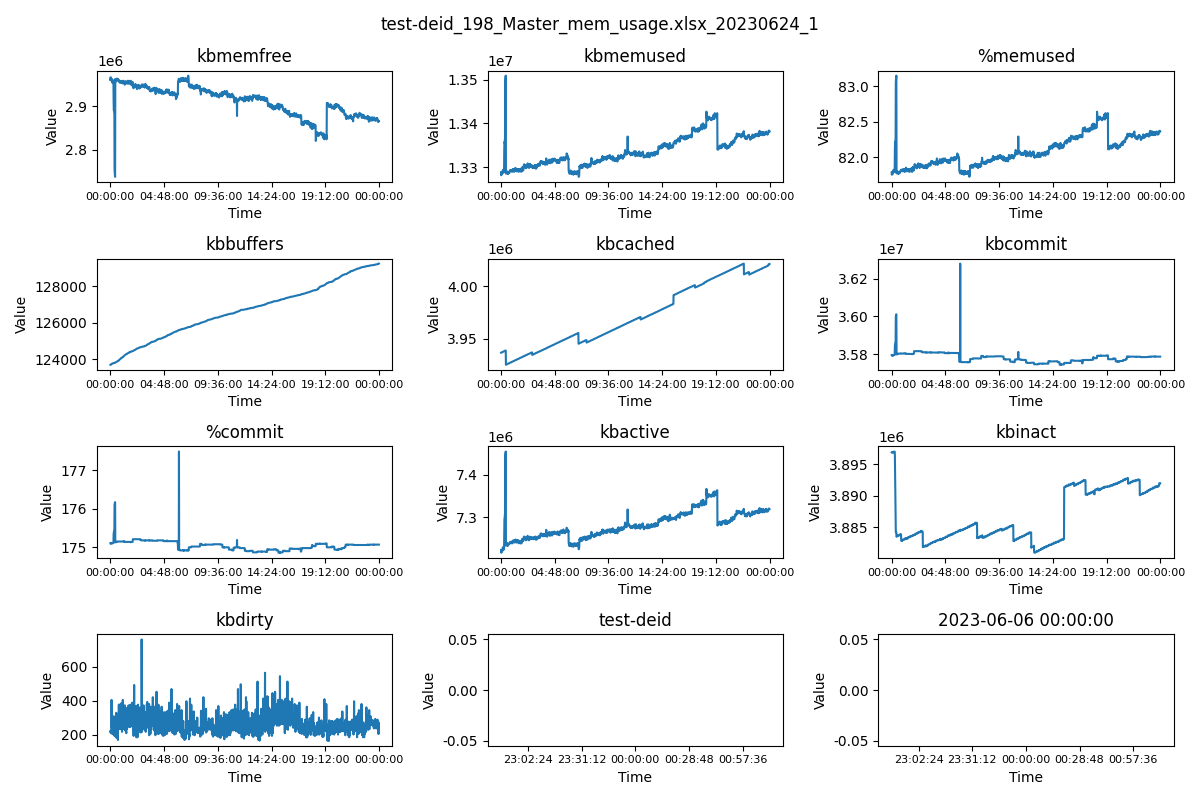 test-deid_198_Master_mem_usage.xlsx_20230624_1
kbmemfree kbmemused %memused
1e6 1e7
2.9
2.8
Value
00:00:00 04:48:00 09:36:00 14:24:00 19:12:00 00:00:00
Time
1.35
1.34
1.33
Value
00:00:00 04:48:00 09:36:00 14:24:00 19:12:00 00:00:00
Time
83.0
82.5
82.0
Value
00:00:00 04:48:00 09:36:00 14:24:00 19:12:00 00:00:00
Time
kbbuffers kbcached kbcommit
1e6 1e7
128000
126000
124000
Value
00:00:00 04:48:00 09:36:00 14:24:00 19:12:00 00:00:00
Time
4.00
3.95
Value
00:00:00 04:48:00 09:36:00 14:24:00 19:12:00 00:00:00
Time
3.62
3.60
3.58
Value
00:00:00 04:48:00 09:36:00 14:24:00 19:12:00 00:00:00
Time
%commit kbactive kbinact
1e6 1e6
177
176
175
Value
00:00:00 04:48:00 09:36:00 14:24:00 19:12:00 00:00:00
Time
7.4
7.3
Value
00:00:00 04:48:00 09:36:00 14:24:00 19:12:00 00:00:00
Time
3.895
3.890
3.885
Value
00:00:00 04:48:00 09:36:00 14:24:00 19:12:00 00:00:00
Time
kbdirty test-deid 2023-06-06 00:00:00
600
400
200
Value
00:00:00 04:48:00 09:36:00 14:24:00 19:12:00 00:00:00
Time
0.05
0.00
-0.05
Value
23:02:24 23:31:12 00:00:00 00:28:48 00:57:36
Time
0.05
0.00
-0.05
Value
23:02:24 23:31:12 00:00:00 00:28:48 00:57:36
Time